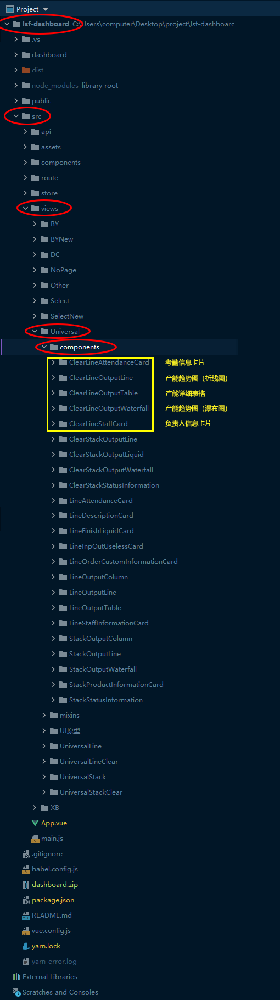 Project
lsf-dashboard C:\Users\computer\Desktop\project\lsf-dashboard
.vs
dashboard
dist
node_modules library root
public
src
api
assets
components
route
store
views
BY
BYNew
DC
NoPage
Other
Select
SelectNew
Universal
components
ClearLineAttendanceCard 考勤信息卡片
ClearLineOutputLine 产能趋势图（折线图）
ClearLineOutputTable 产能详细表格
ClearLineOutputWaterfall 产能趋势图（瀑布图）
ClearLineStaffCard 负责人信息卡片
ClearStackOutputLine
ClearStackOutputLiquid
ClearStackOutputWaterfall
ClearStackStatusInformation
LineAttendanceCard
LineDescriptionCard
LineFinishLiquidCard
LineInpOutUselessCard
LineOrderCustomInformationCard
LineOutputColumn
LineOutputLine
LineOutputTable
LineStaffInformationCard
StackOutputColumn
StackOutputLine
StackOutputWaterfall
StackProductInformationCard
StackStatusInformation
mixins
UI原型
UniversalLine
UniversalLineClear
UniversalStack
UniversalStackClear
XB
App.vue
main.js
.gitignore
babel.config.js
dashboard.zip
package.json
README.md
vue.config.js
yarn.lock
yarn-error.log
External Libraries
Scratches and Consoles